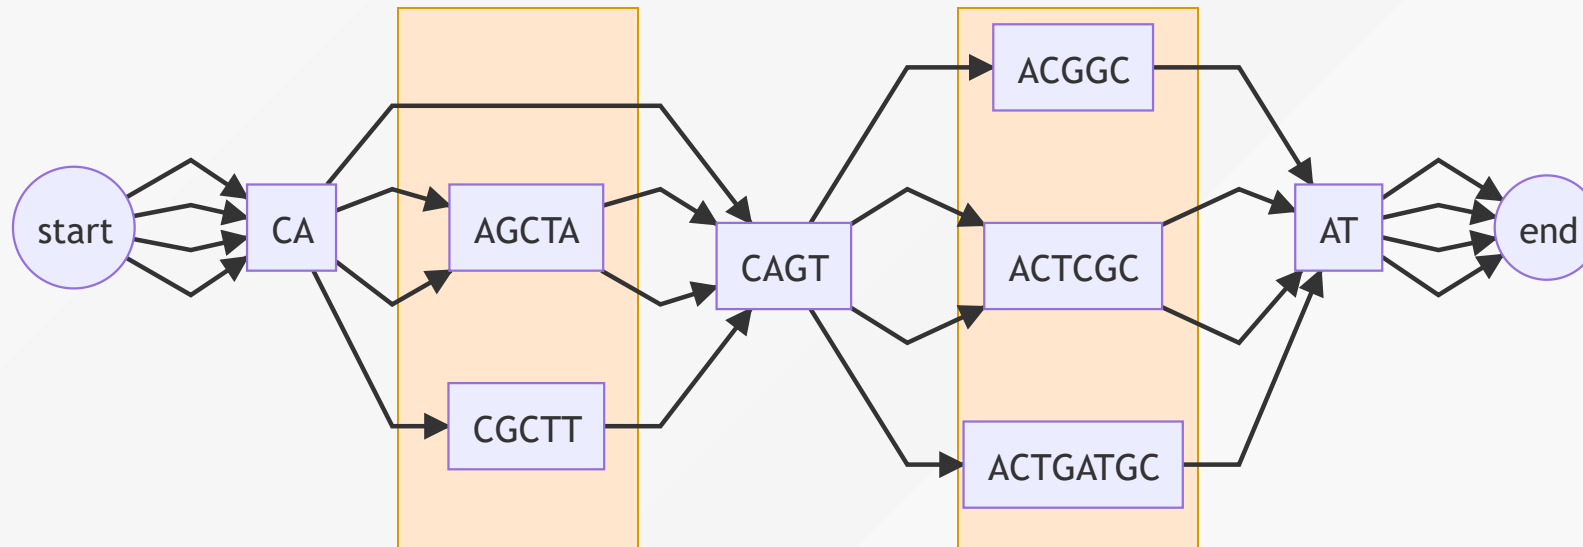 start
CA
AGCTA
CGCTT
CAGT
ACGGC
ACTCGC
ACTGATGC
AT
end